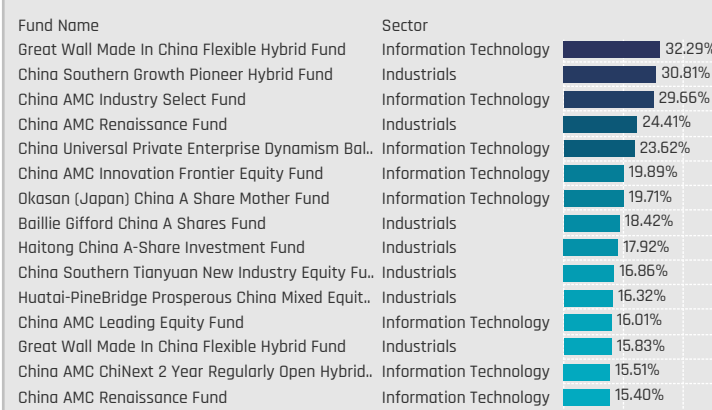 Fund Name Sector
Great Wall Made In China Flexible Hybrid Fund Information Technology 32.29%
China Southern Growth Pioneer Hybrid Fund Industrials 30.81%
China AMC Industry Select Fund Information Technology 29.66%
China AMC Renaissance Fund Industrials 24.41%
China Universal Private Enterprise Dynamism Bal.. Information Technology 23.62%
China AMC Innovation Frontier Equity Fund Information Technology 19.89%
Okasan (Japan) China A Share Mother Fund Information Technology 19.71%
Baillie Gifford China A Shares Fund Industrials 18.42%
Haitong China A-Share Investment Fund Industrials 17.92%
China Southern Tianyuan New Industry Equity Fu.. Industrials 16.86%
Huatai-PineBridge Prosperous China Mixed Equit.. Industrials 16.32%
China AMC Leading Equity Fund Information Technology 16.01%
Great Wall Made In China Flexible Hybrid Fund Industrials 15.83%
China AMC ChiNext 2 Year Regularly Open Hybrid.. Information Technology 15.51%
China AMC Renaissance Fund Information Technology 15.40%